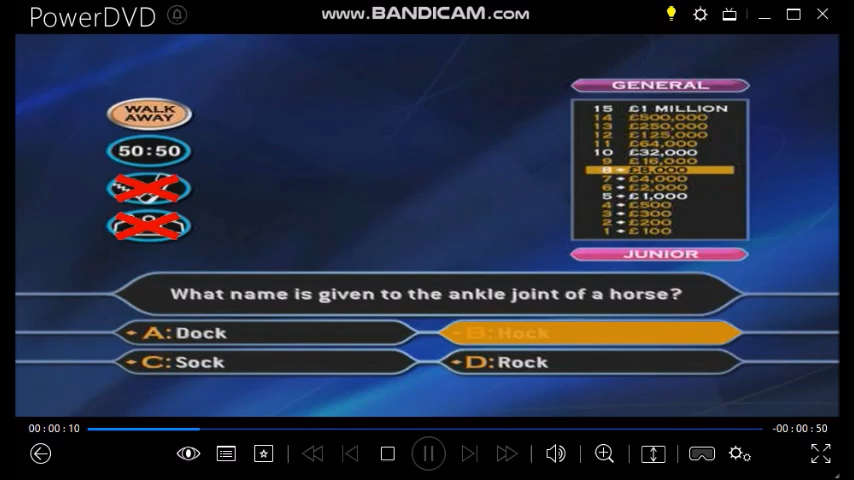 PowerDVD
www.BANDICAM.com
WALK AWAY
50:50
GENERAL
15 £1 MILLION
14 £500,000
13 £250,000
12 £125,000
11 £64,000
10 £32,000
9 £16,000
8 £8,000
7 £4,000
6 £2,000
5 £1,000
4 £500
3 £300
2 £200
1 £100
JUNIOR
What name is given to the ankle joint of a horse?
A: Dock
B: Hock
C: Sock
D: Rock
00:00:10
-00:00:50